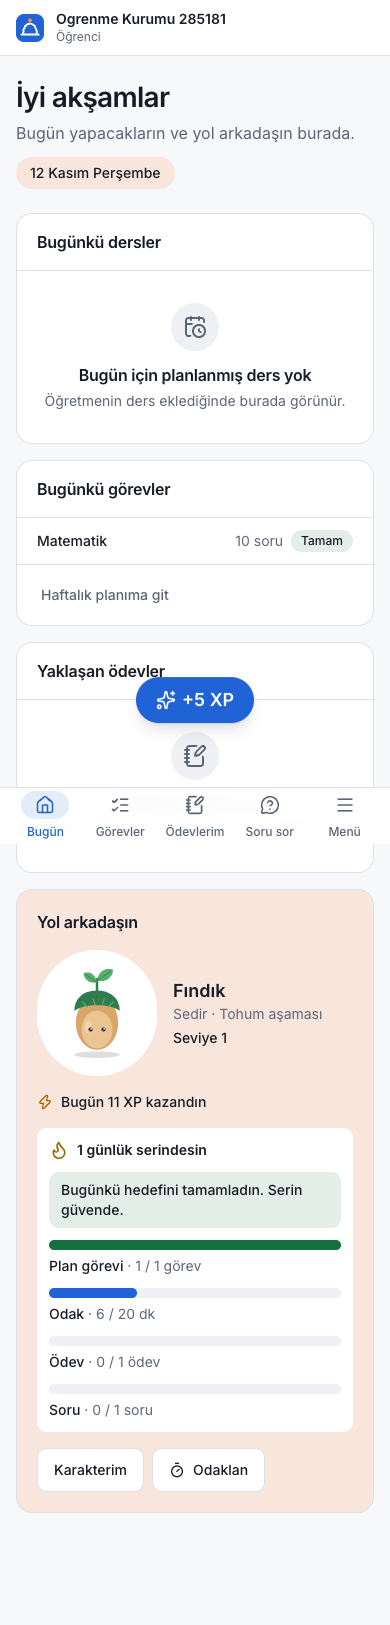 Ogrenme Kurumu 285181
Öğrenci
İyi akşamlar
Bugün yapacakların ve yol arkadaşın burada.
12 Kasım Perşembe
Bugünkü dersler
Bugün için planlanmış ders yok
Öğretmenin ders eklediğinde burada görünür.
Bugünkü görevler
Matematik 10 soru Tamam
Haftalık planıma git
Yaklaşan ödevler
+5 XP
Bugün Görevler Ödevlerim Soru sor Menü
Yol arkadaşın
Fındık
Sedir · Tohum aşaması
Seviye 1
Bugün 11 XP kazandın
1 günlük serindesin
Bugünkü hedefini tamamladın. Serin
güvende.
Plan görevi · 1 / 1 görev
Odak · 6 / 20 dk
Ödev · 0 / 1 ödev
Soru · 0 / 1 soru
Karakterim Odaklan